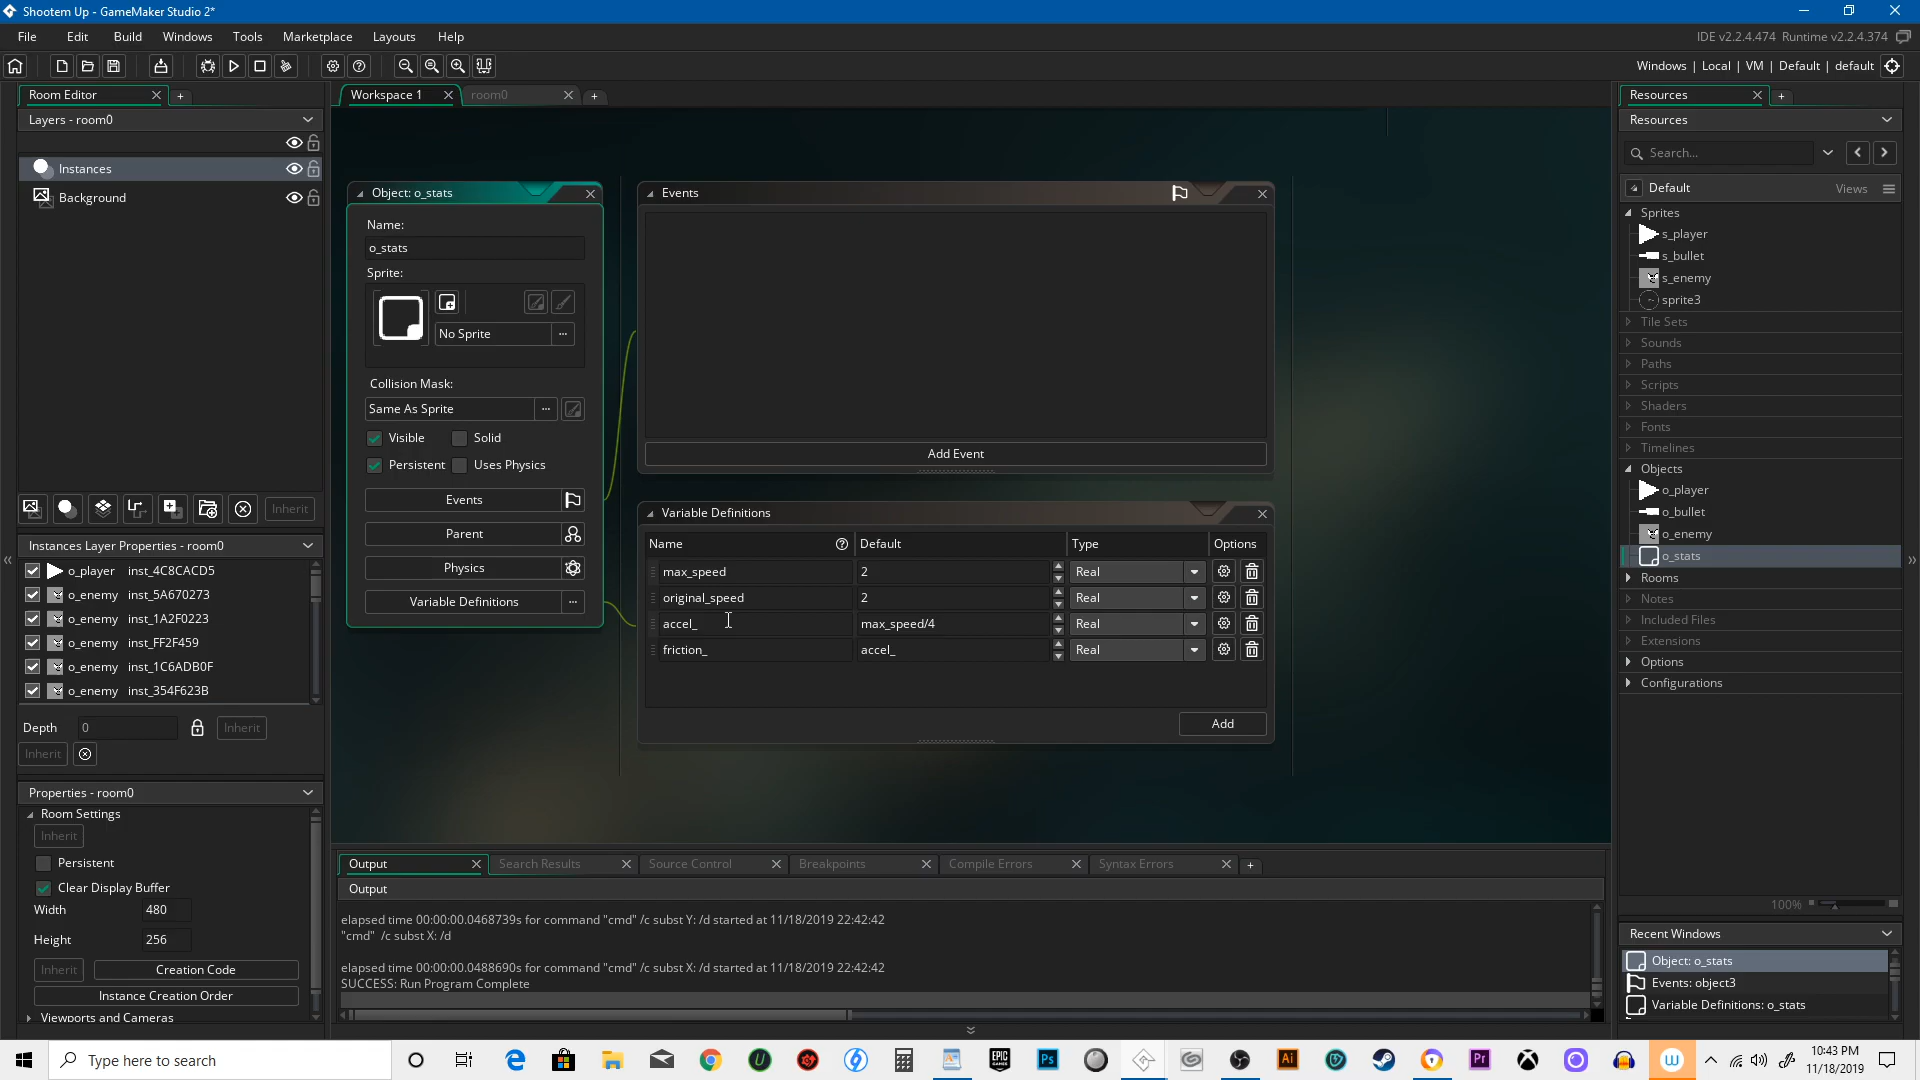 Shootem Up - GameMaker Studio 2*
File Edit Build Windows Tools Marketplace Layouts Help
IDE v2.2.4.474 Runtime v2.2.4.374
Windows | Local | VM | Default | default
Room Editor
Layers - room0
Instances
Background
Inherit
Instances Layer Properties - room0
o_player inst_4C8CACD5
o_enemy inst_5A670273
o_enemy inst_1A2F0223
o_enemy inst_FF2F459
o_enemy inst_1C6ADB0F
o_enemy inst_354F623B
Depth 0 Inherit
Inherit
Properties - room0
Room Settings
Inherit
Persistent
Clear Display Buffer
Width 480
Height 256
Inherit Creation Code
Instance Creation Order
Viewports and Cameras
Workspace 1 room0
Object: o_stats
Name:
o_stats
Sprite:
No Sprite
Collision Mask:
Same As Sprite
Visible Solid
Persistent Uses Physics
Events
Parent
Physics
Variable Definitions
Events
Add Event
Variable Definitions
Name Default Type Options
max_speed 2 Real
original_speed 2 Real
accel_ max_speed/4 Real
friction_ accel_ Real
Add
Output Search Results Source Control Breakpoints Compile Errors Syntax Errors
Output
elapsed time 00:00:00.0468739s for command "cmd" /c subst Y: /d started at 11/18/2019 22:42:42
"cmd" /c subst X: /d
elapsed time 00:00:00.0488690s for command "cmd" /c subst X: /d started at 11/18/2019 22:42:42
SUCCESS: Run Program Complete
Resources
Resources
Search...
Default Views
Sprites
s_player
s_bullet
s_enemy
sprite3
Tile Sets
Sounds
Paths
Scripts
Shaders
Fonts
Timelines
Objects
o_player
o_bullet
o_enemy
o_stats
Rooms
Notes
Included Files
Extensions
Options
Configurations
100%
Recent Windows
Object: o_stats
Events: object3
Variable Definitions: o_stats
Type here to search
10:43 PM
11/18/2019